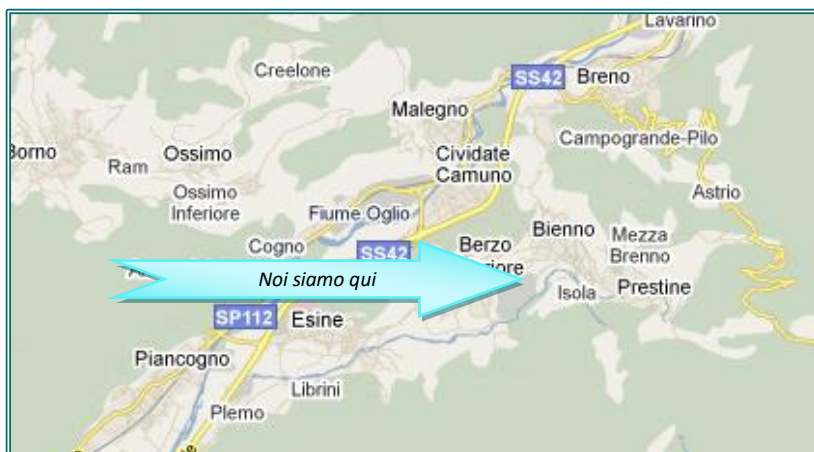 Lavarino
SS42
Breno
Creelone
Malegno
Campogrande-Pilo
Ossimo
Ram
Cividate
Camuno
Ossimo
Inferiore
Astrio
Fiume Oglio
Bienno
Mezza
Brenno
Cogno
SS42
Berzo
Noi siamo qui
Isola
Prestine
SP112
Esine
Piancogno
Librini
Plemo